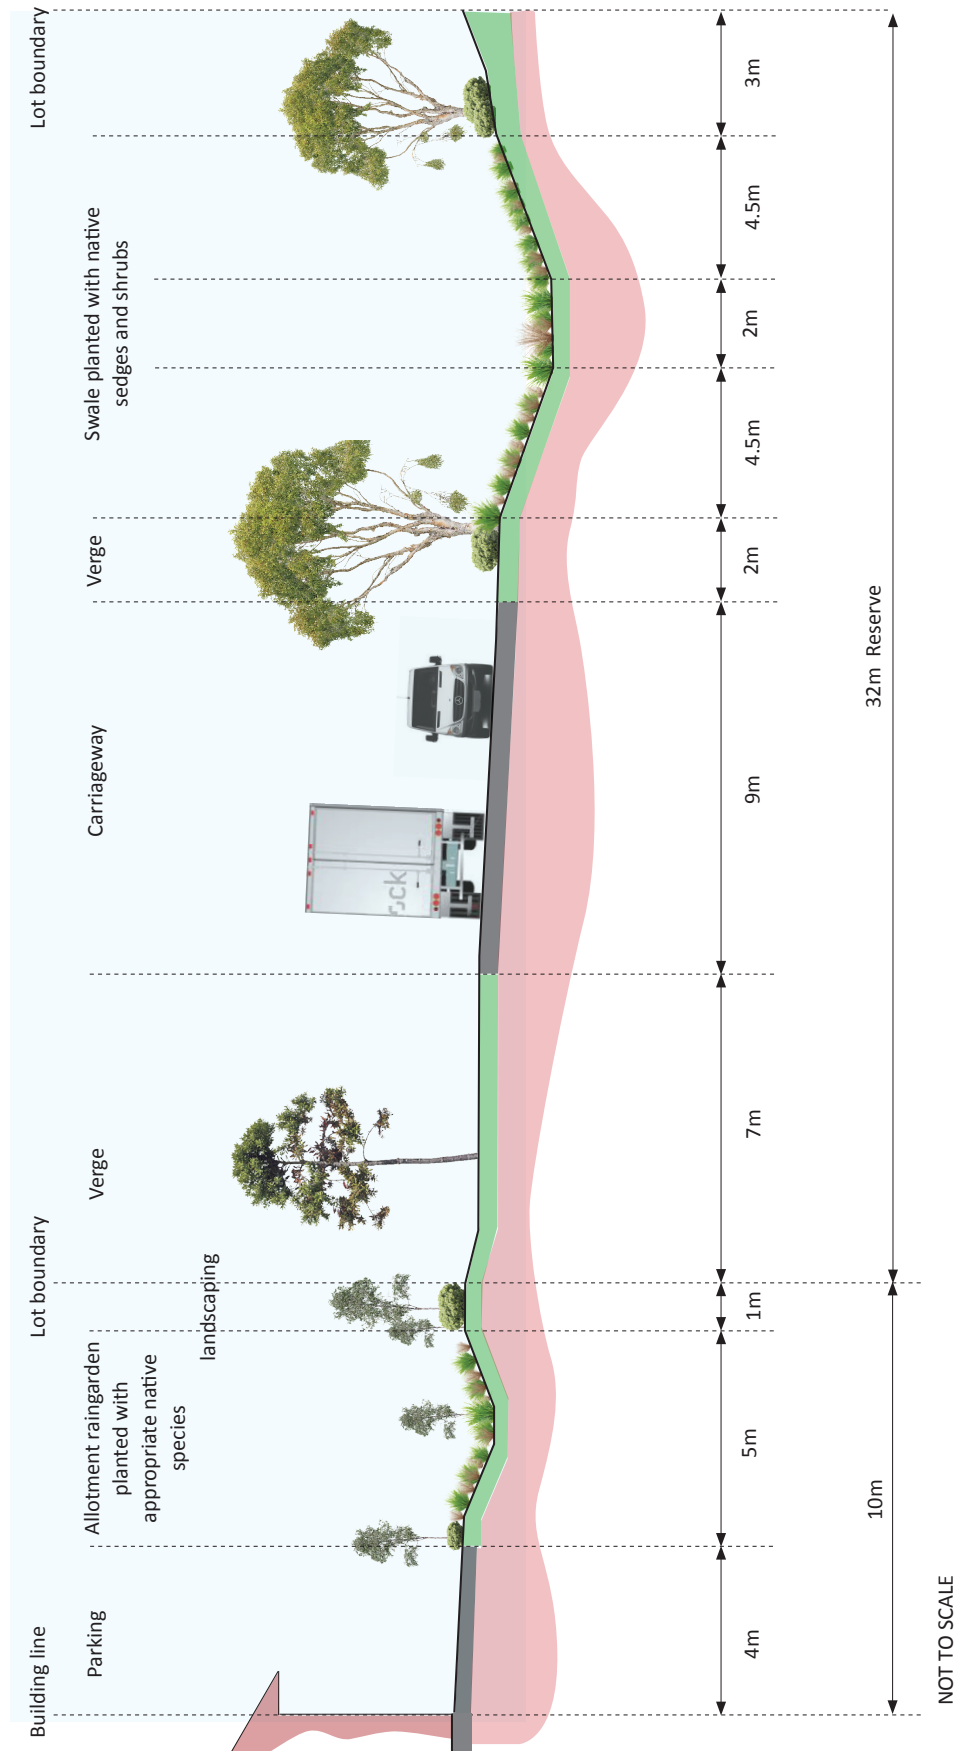 Building line
Lot boundary
Lot boundary
Parking
Allotment raingarden
planted with
appropriate native
species
landscaping
Verge
Carriageway
Verge
Swale planted with native
sedges and shrubs
ock
4m
5m
1m
7m
9m
2m
4.5m
2m
4.5m
3m
10m
32m Reserve
NOT TO SCALE